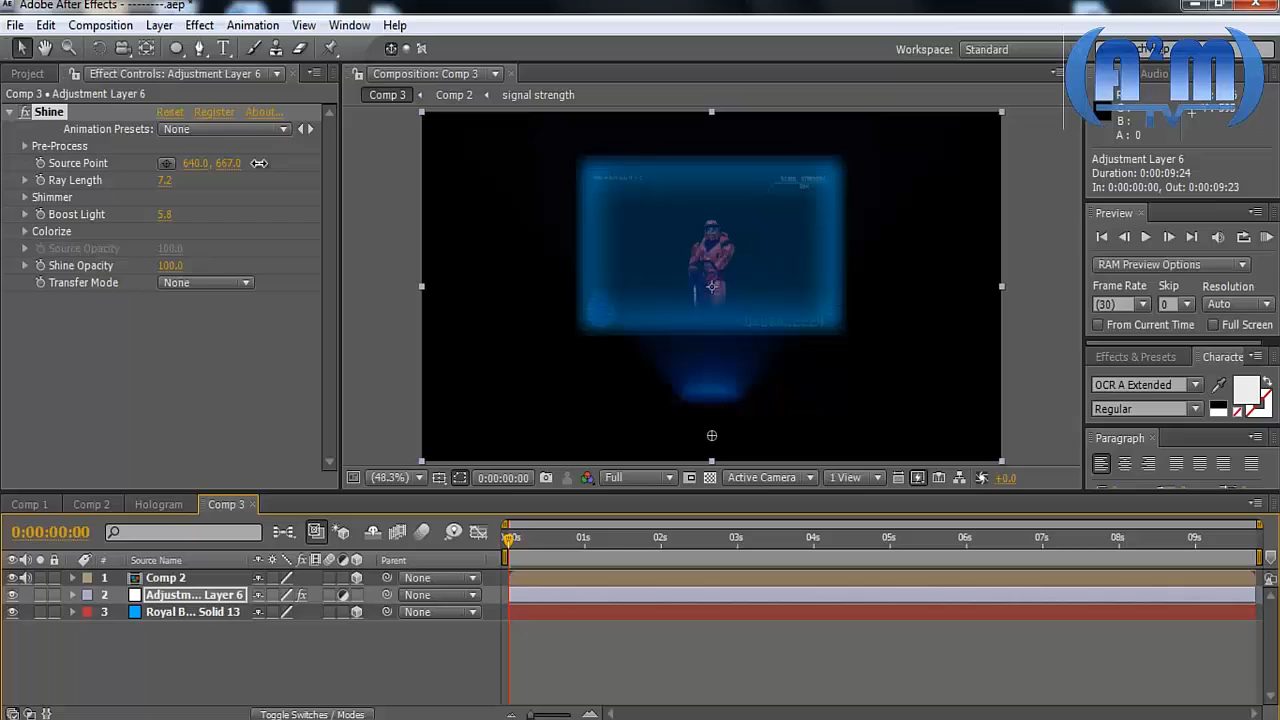 Adobe After Effects - --------.aep *
File Edit Composition Layer Effect Animation View Window Help
Workspace: Standard
n2m
TV
Project Effect Controls: Adjustment Layer 6
Composition: Comp 3
Audio
Comp 3 • Adjustment Layer 6
Comp 3 Comp 2 signal strength
Shine Reset Register About...
Animation Presets: None
Pre-Process
Source Point 640.0, 667.0
Ray Length 7.2
Shimmer
Boost Light 5.8
Colorize
Source Opacity 100.0
Shine Opacity 100.0
Transfer Mode None
R :
G :
B :
A : 0
Adjustment Layer 6
Duration: 0:00:09:24
In: 0:00:00:00, Out: 0:00:09:23
Preview
RAM Preview Options
Frame Rate Skip Resolution
(30) 0 Auto
From Current Time Full Screen
Effects & Presets Characte
OCR A Extended
Regular
Paragraph
(48.3%) 0:00:00:00 Full Active Camera 1 View +0.0
Comp 1 Comp 2 Hologram Comp 3
0:00:00:00
# Source Name Parent
01s 02s 03s 04s 05s 06s 07s 08s 09s
1 Comp 2 None
2 Adjustm... Layer 6 None
3 Royal B... Solid 13 None
Toggle Switches / Modes